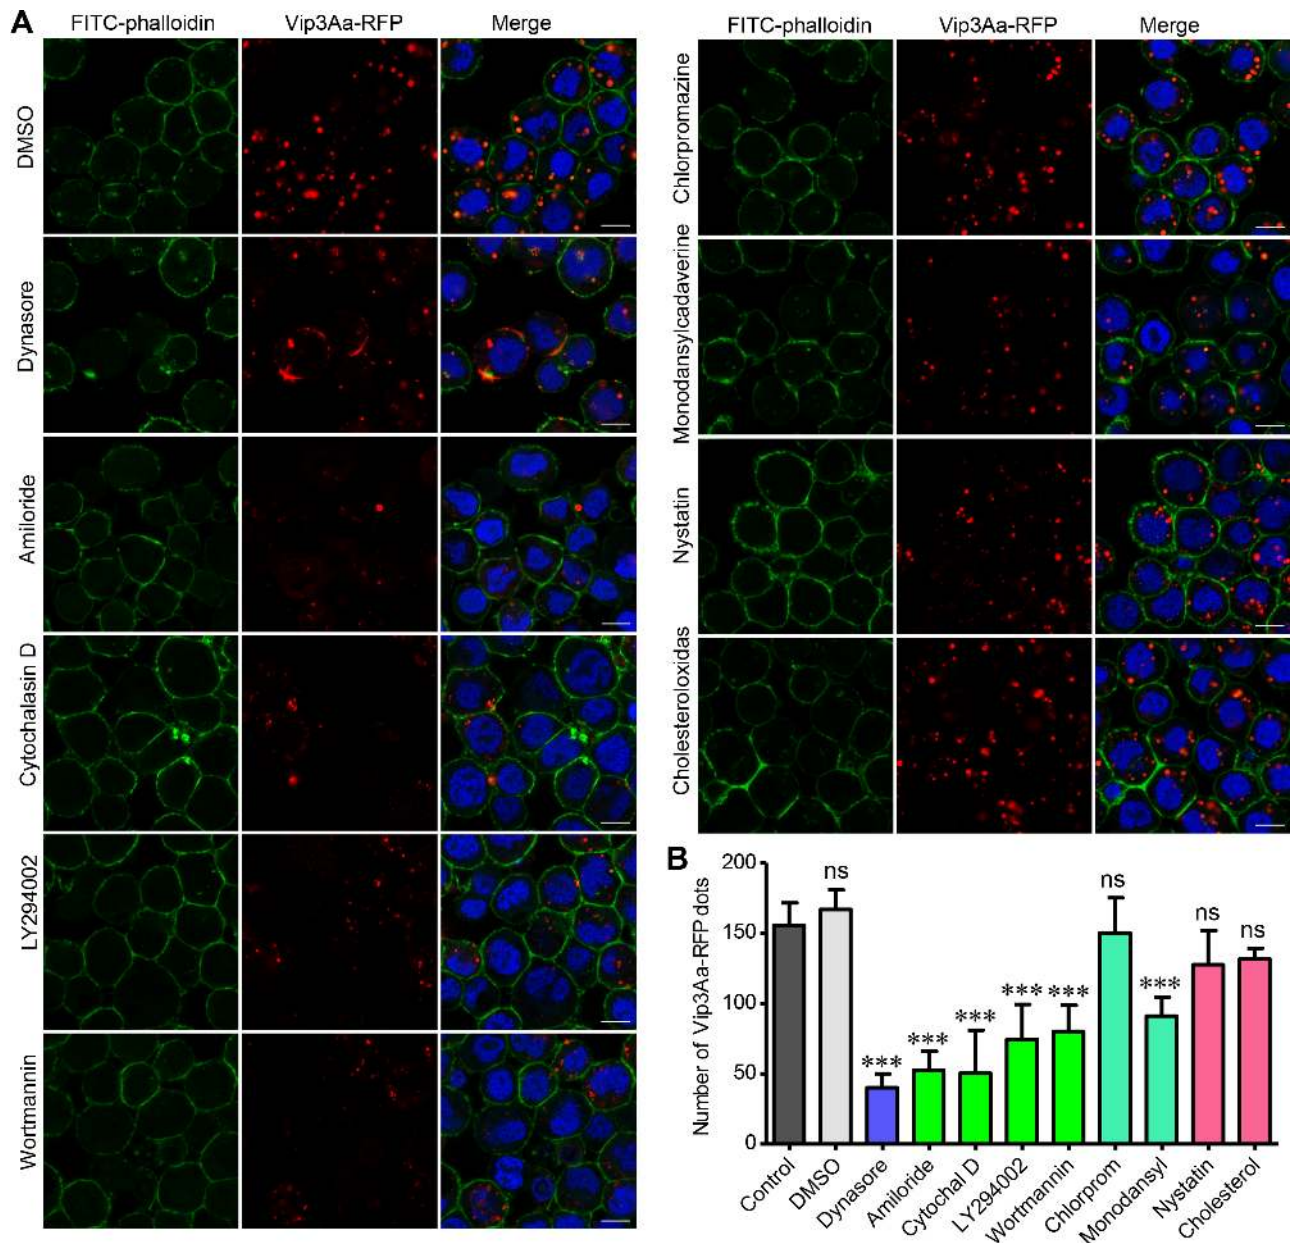 A
FITC-phalloidin
Vip3Aa-RFP
Merge
DMSO
Dynasore
Amiloride
Cytochalasin D
LY294002
Wortmannin
FITC-phalloidin
Vip3Aa-RFP
Merge
Chlorpromazine
Monodansylcadaverine
Nystatin
Cholesteroloxidas
B
Number of Vip3Aa-RFP dots
200
150
100
50
0
ns
***
***
***
***
***
ns
***
ns
ns
Control
DMSO
Dynasore
Amiloride
Cytochal D
LY294002
Wortmannin
Chlorprom
Monodansyl
Nystatin
Cholesterol